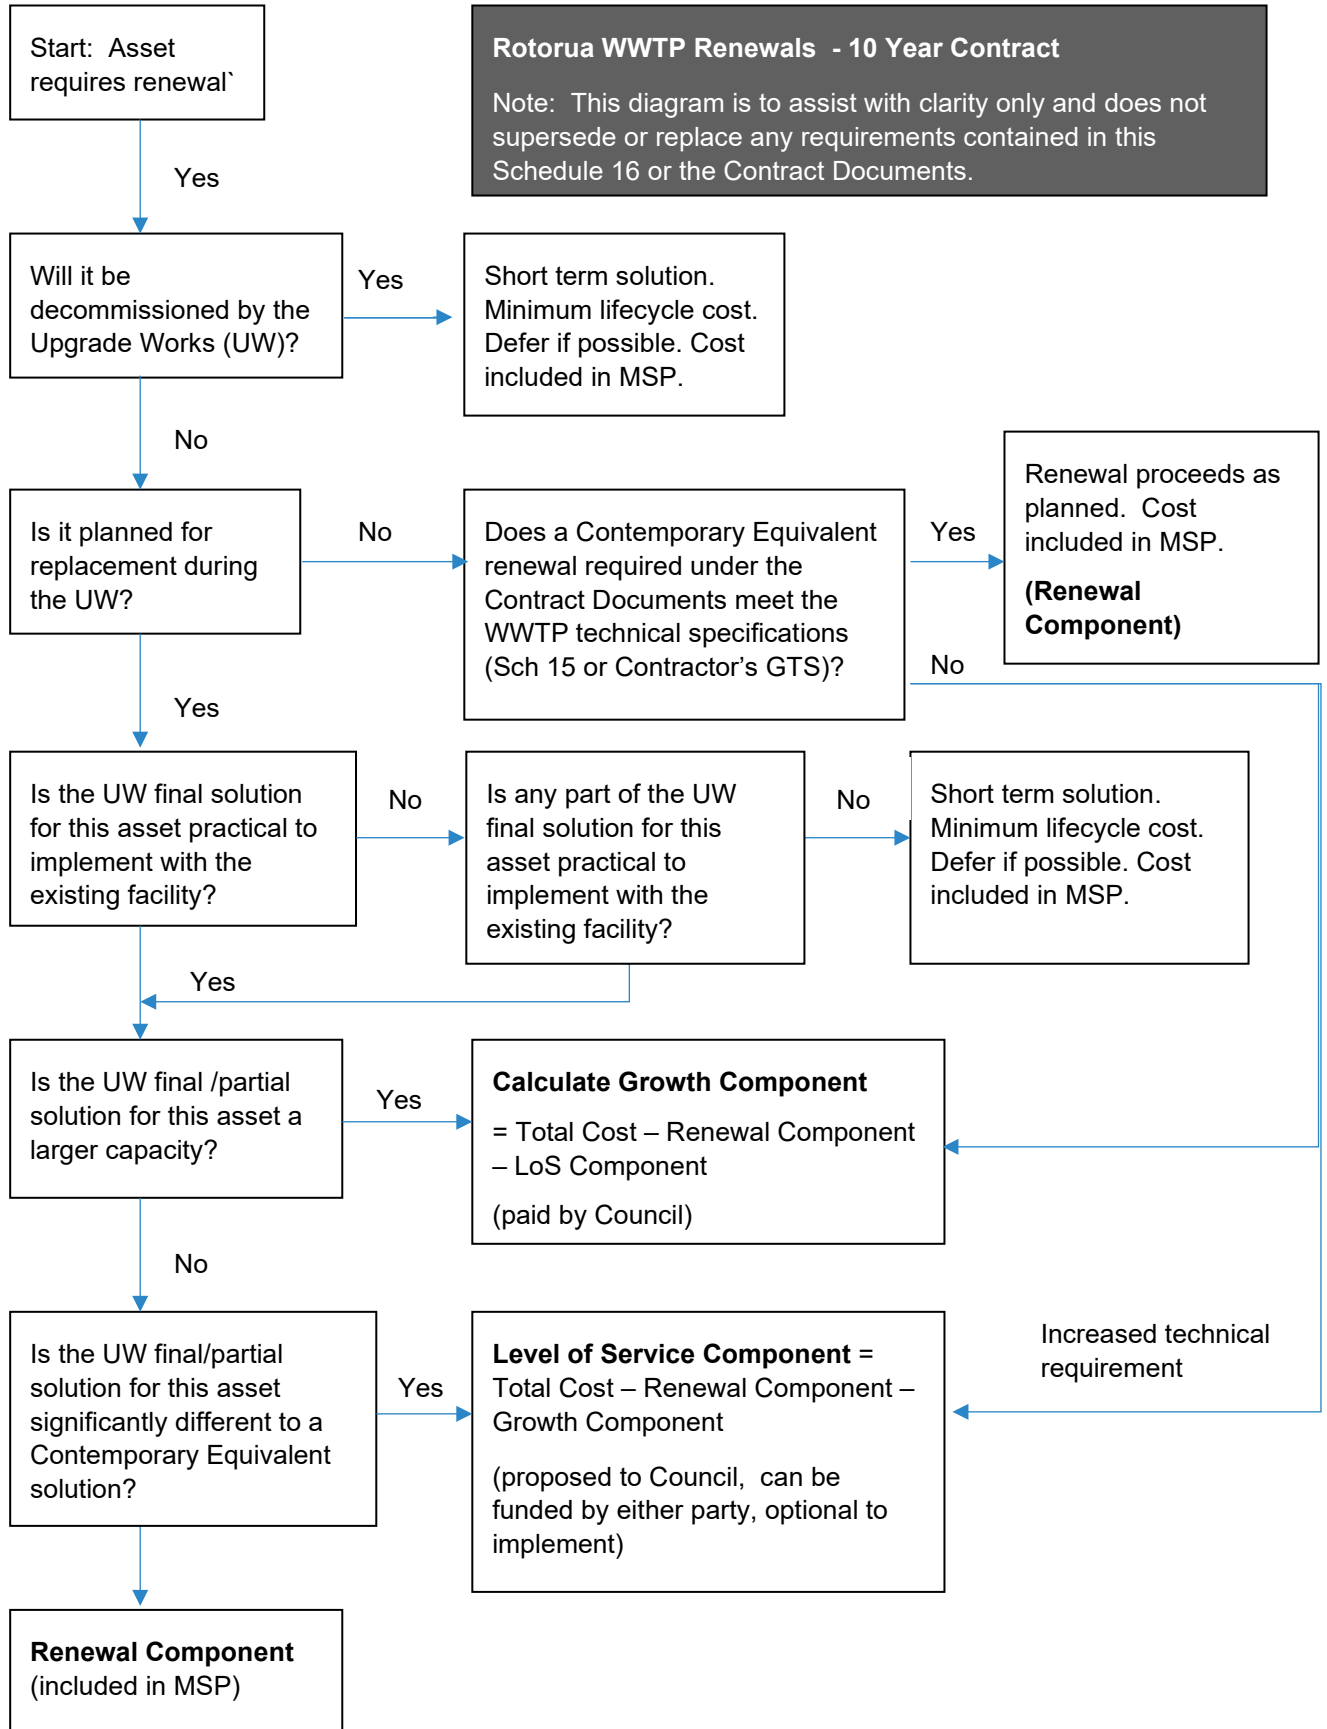 Start:  Asset
requires renewal`
Rotorua WWTP Renewals  - 10 Year Contract
Note:  This diagram is to assist with clarity only and does not
supersede or replace any requirements contained in this
Schedule 16 or the Contract Documents.
Yes
Will it be
decommissioned by the
Upgrade Works (UW)?
Yes
Short term solution.
Minimum lifecycle cost.
Defer if possible. Cost
included in MSP.
No
Is it planned for
replacement during
the UW?
No
Does a Contemporary Equivalent
renewal required under the
Contract Documents meet the
WWTP technical specifications
(Sch 15 or Contractor's GTS)?
Yes
Renewal proceeds as
planned.  Cost
included in MSP.
(Renewal
Component)
No
Yes
Is the UW final solution
for this asset practical to
implement with the
existing facility?
No
Is any part of the UW
final solution for this
asset practical to
implement with the
existing facility?
No
Short term solution.
Minimum lifecycle cost.
Defer if possible. Cost
included in MSP.
Yes
Is the UW final /partial
solution for this asset a
larger capacity?
Yes
Calculate Growth Component
= Total Cost – Renewal Component
– LoS Component
(paid by Council)
No
Is the UW final/partial
solution for this asset
significantly different to a
Contemporary Equivalent
solution?
Yes
Level of Service Component =
Total Cost – Renewal Component –
Growth Component
(proposed to Council,  can be
funded by either party, optional to
implement)
Increased technical
requirement
Renewal Component
(included in MSP)